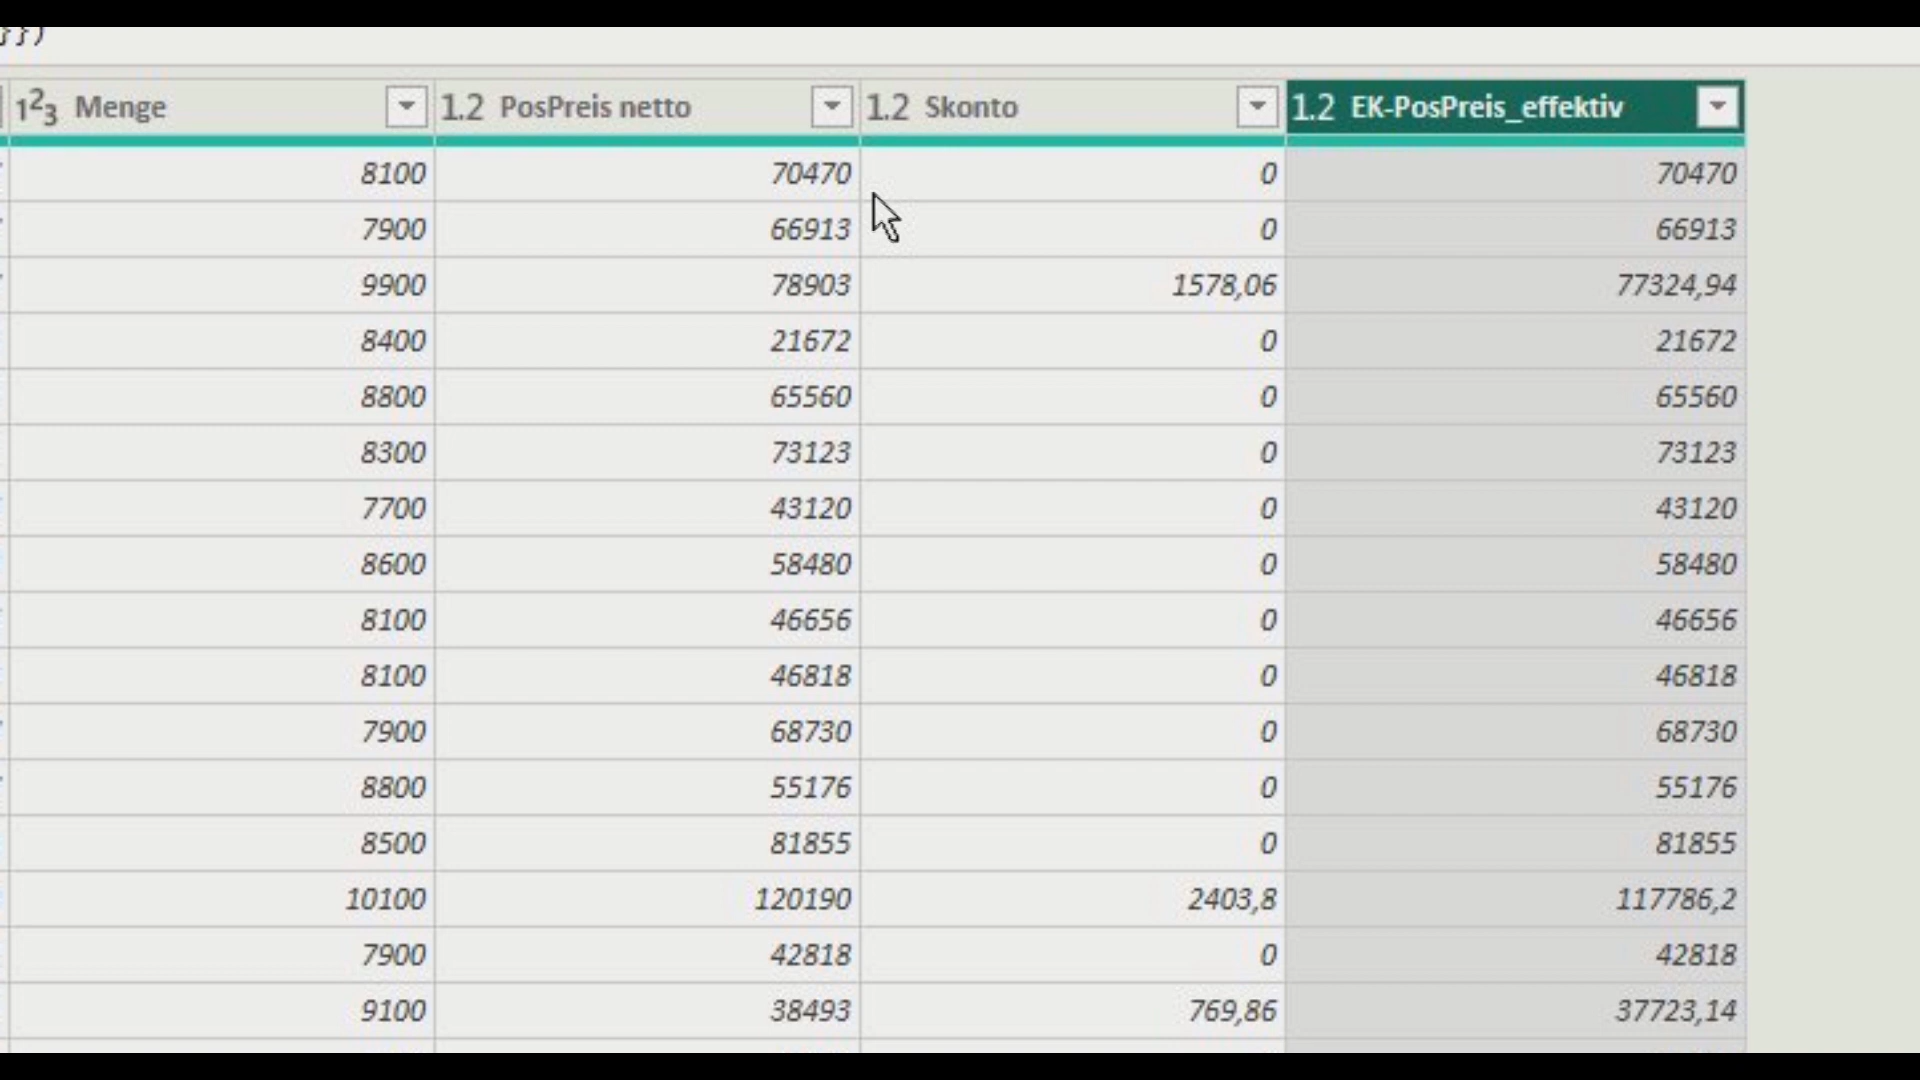 }})
1²3 Menge 1.2 PosPreis netto 1.2 Skonto 1.2 EK-PosPreis_effektiv
8100 70470 0 70470
7900 66913 0 66913
9900 78903 1578,06 77324,94
8400 21672 0 21672
8800 65560 0 65560
8300 73123 0 73123
7700 43120 0 43120
8600 58480 0 58480
8100 46656 0 46656
8100 46818 0 46818
7900 68730 0 68730
8800 55176 0 55176
8500 81855 0 81855
10100 120190 2403,8 117786,2
7900 42818 0 42818
9100 38493 769,86 37723,14